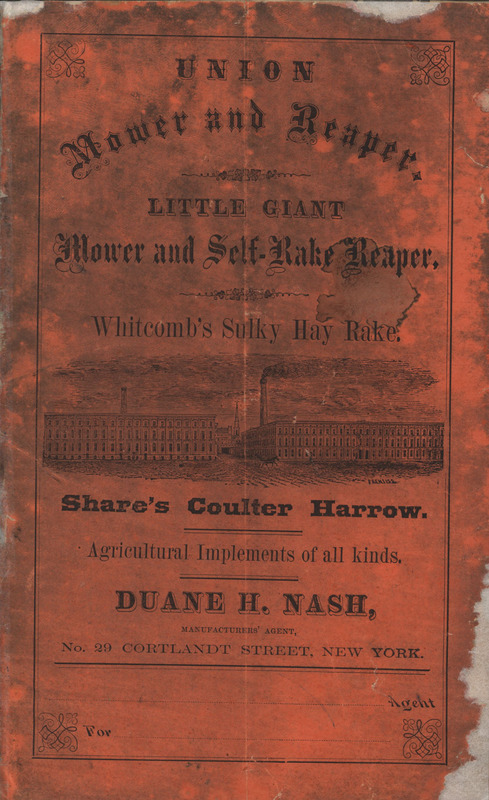 UNION
Mower and Reaper.
LITTLE GIANT
Mower and Self-Rake Reaper,
Whitcomb's Sulky Hay Rake.
Share's Coulter Harrow.
Agricultural Implements of all kinds.
DUANE H. NASH,
MANUFACTURERS' AGENT,
No. 29 CORTLANDT STREET, NEW YORK.
Agent
For